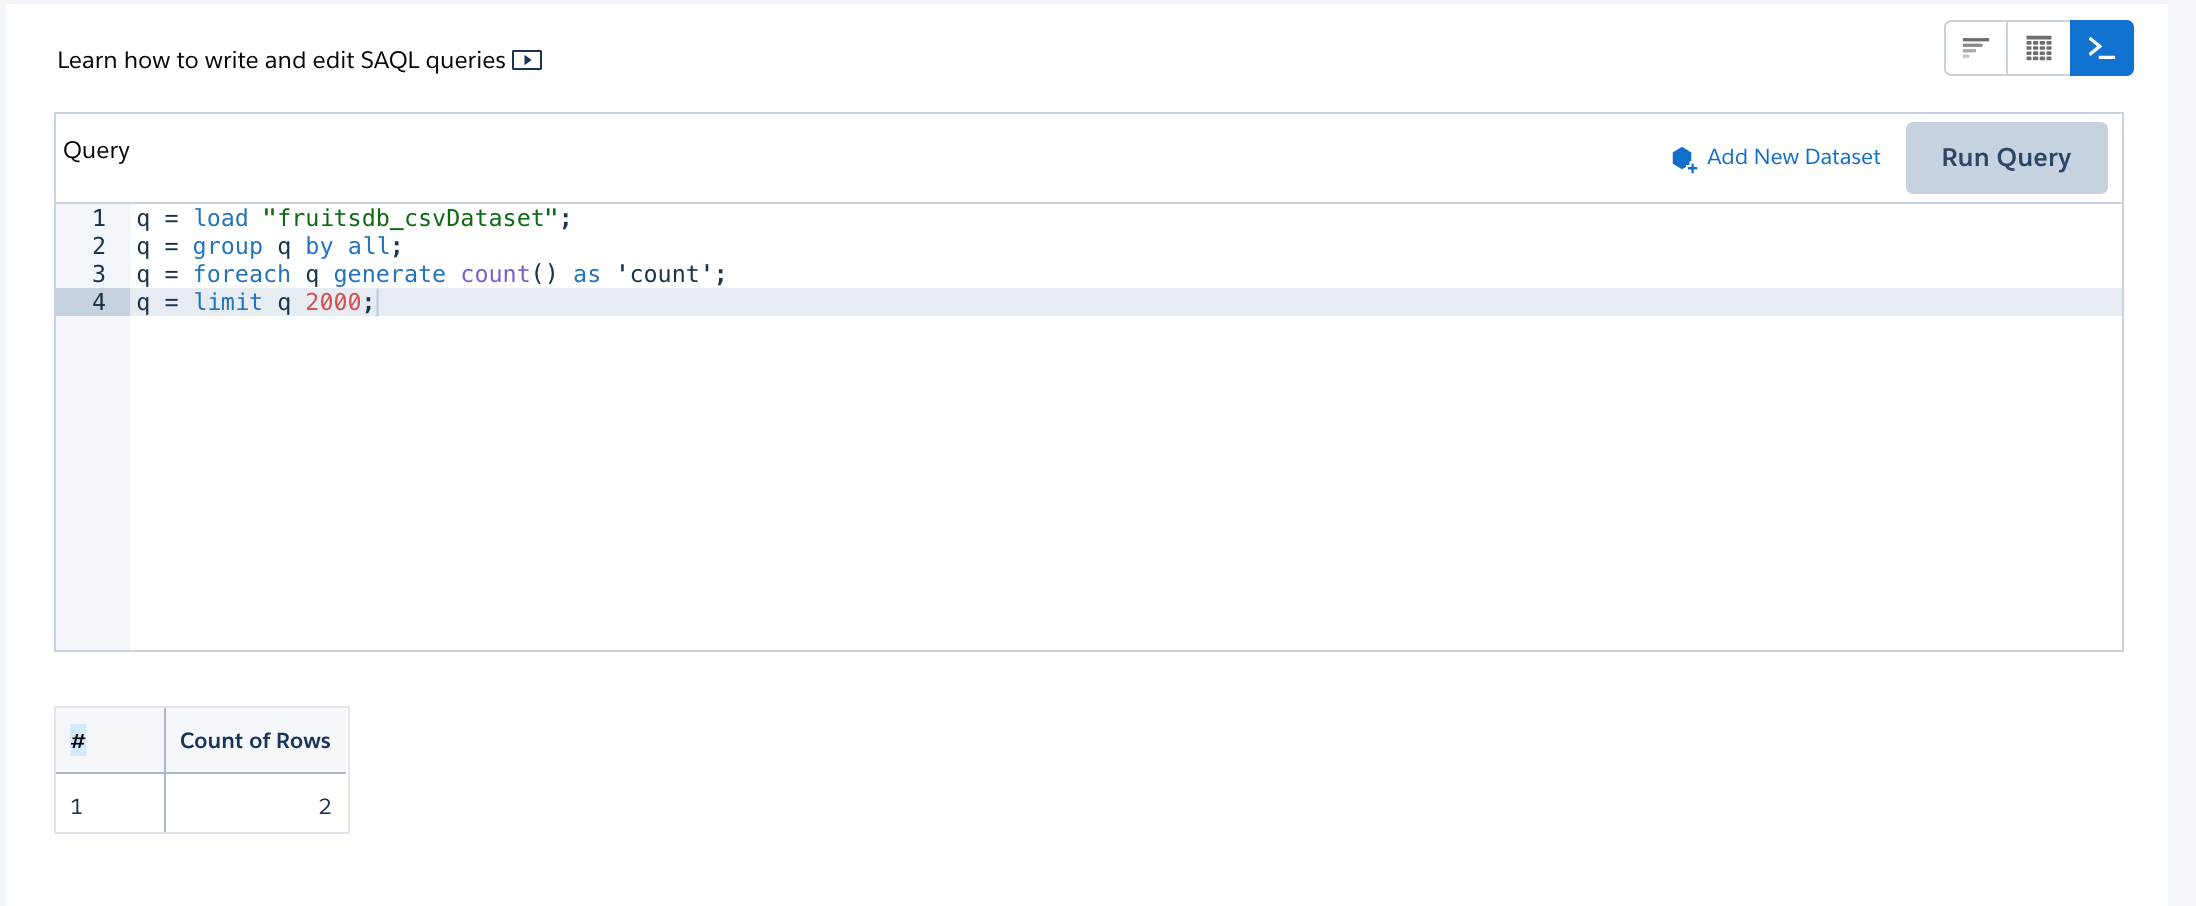 Learn how to write and edit SAQL queries
Query
Add New Dataset
Run Query
1 q = load "fruitsdb_csvDataset";
2 q = group q by all;
3 q = foreach q generate count() as 'count';
4 q = limit q 2000;
# Count of Rows
1 2